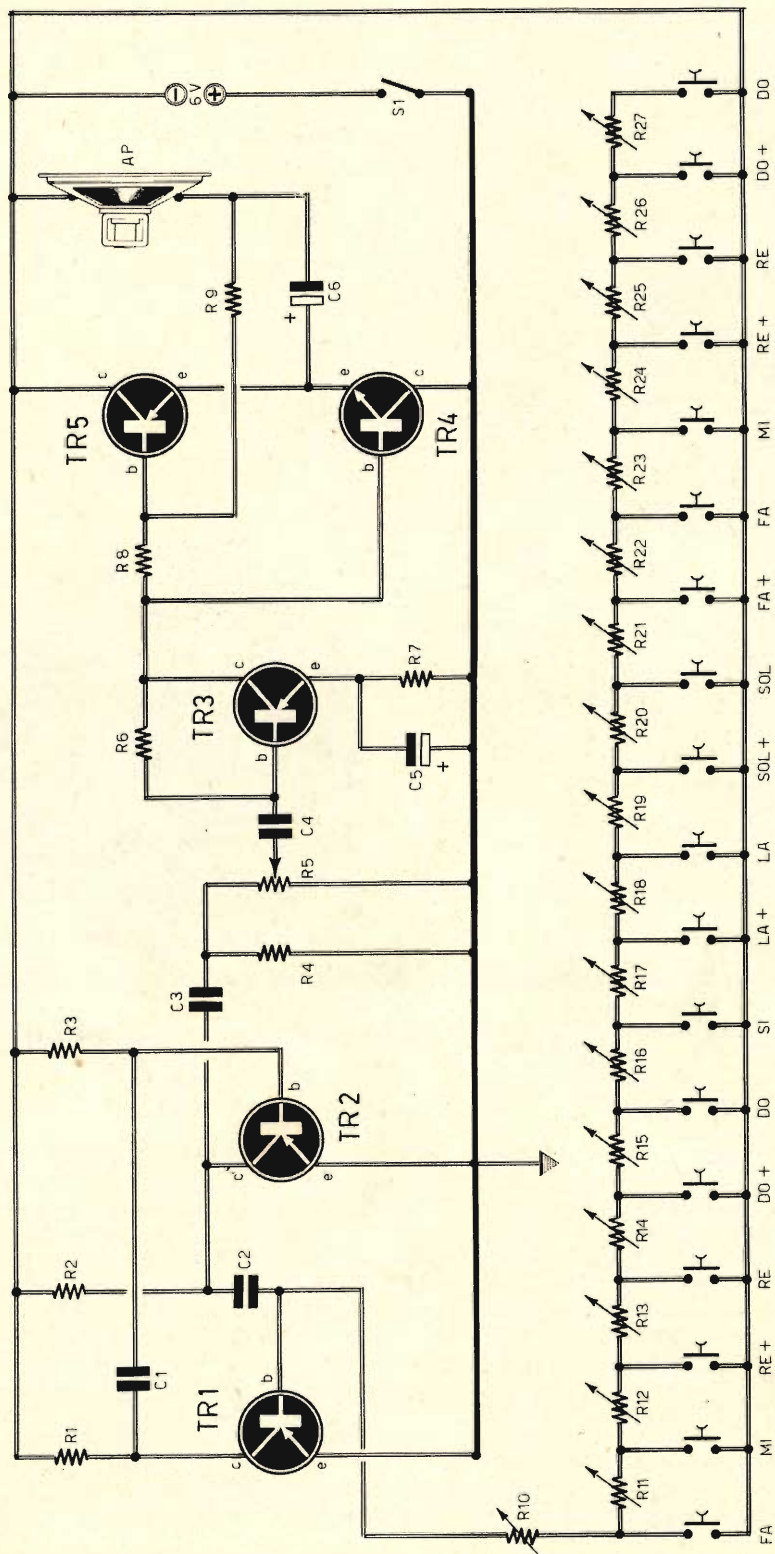 R1
R2
R3
C1
TR1
c
b
e
C2
TR2
c
b
e
C3
R4
R5
C4
R6
TR3
c
b
e
C5
+
R7
R8
TR5
c
b
e
TR4
e
b
c
R9
+
C6
AP
−
6V
+
S1
R10
R11
R12
R13
R14
R15
R16
R17
R18
R19
R20
R21
R22
R23
R24
R25
R26
R27
FA
MI
RE+
RE
DO+
DO
SI
LA+
LA
SOL+
SOL
FA+
FA
MI
RE+
RE
DO+
DO